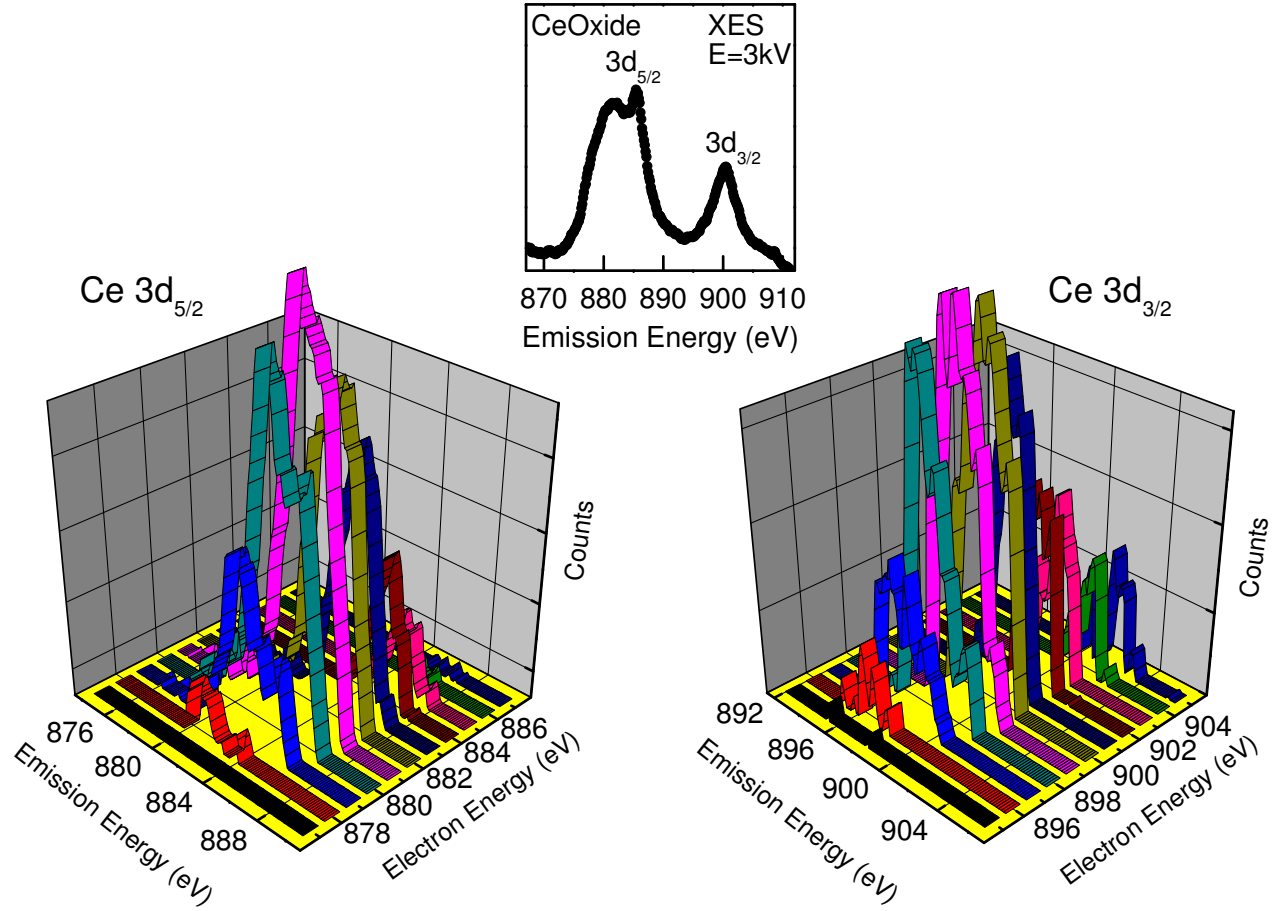 CeOxide XES
E=3kV
3d5/2
3d3/2
870 880 890 900 910
Emission Energy (eV)
Ce 3d5/2
Counts
876
880
884
888
Emission Energy (eV)
878
880
882
884
886
Electron Energy (eV)
Ce 3d3/2
Counts
892
896
900
904
Emission Energy (eV)
896
898
900
902
904
Electron Energy (eV)